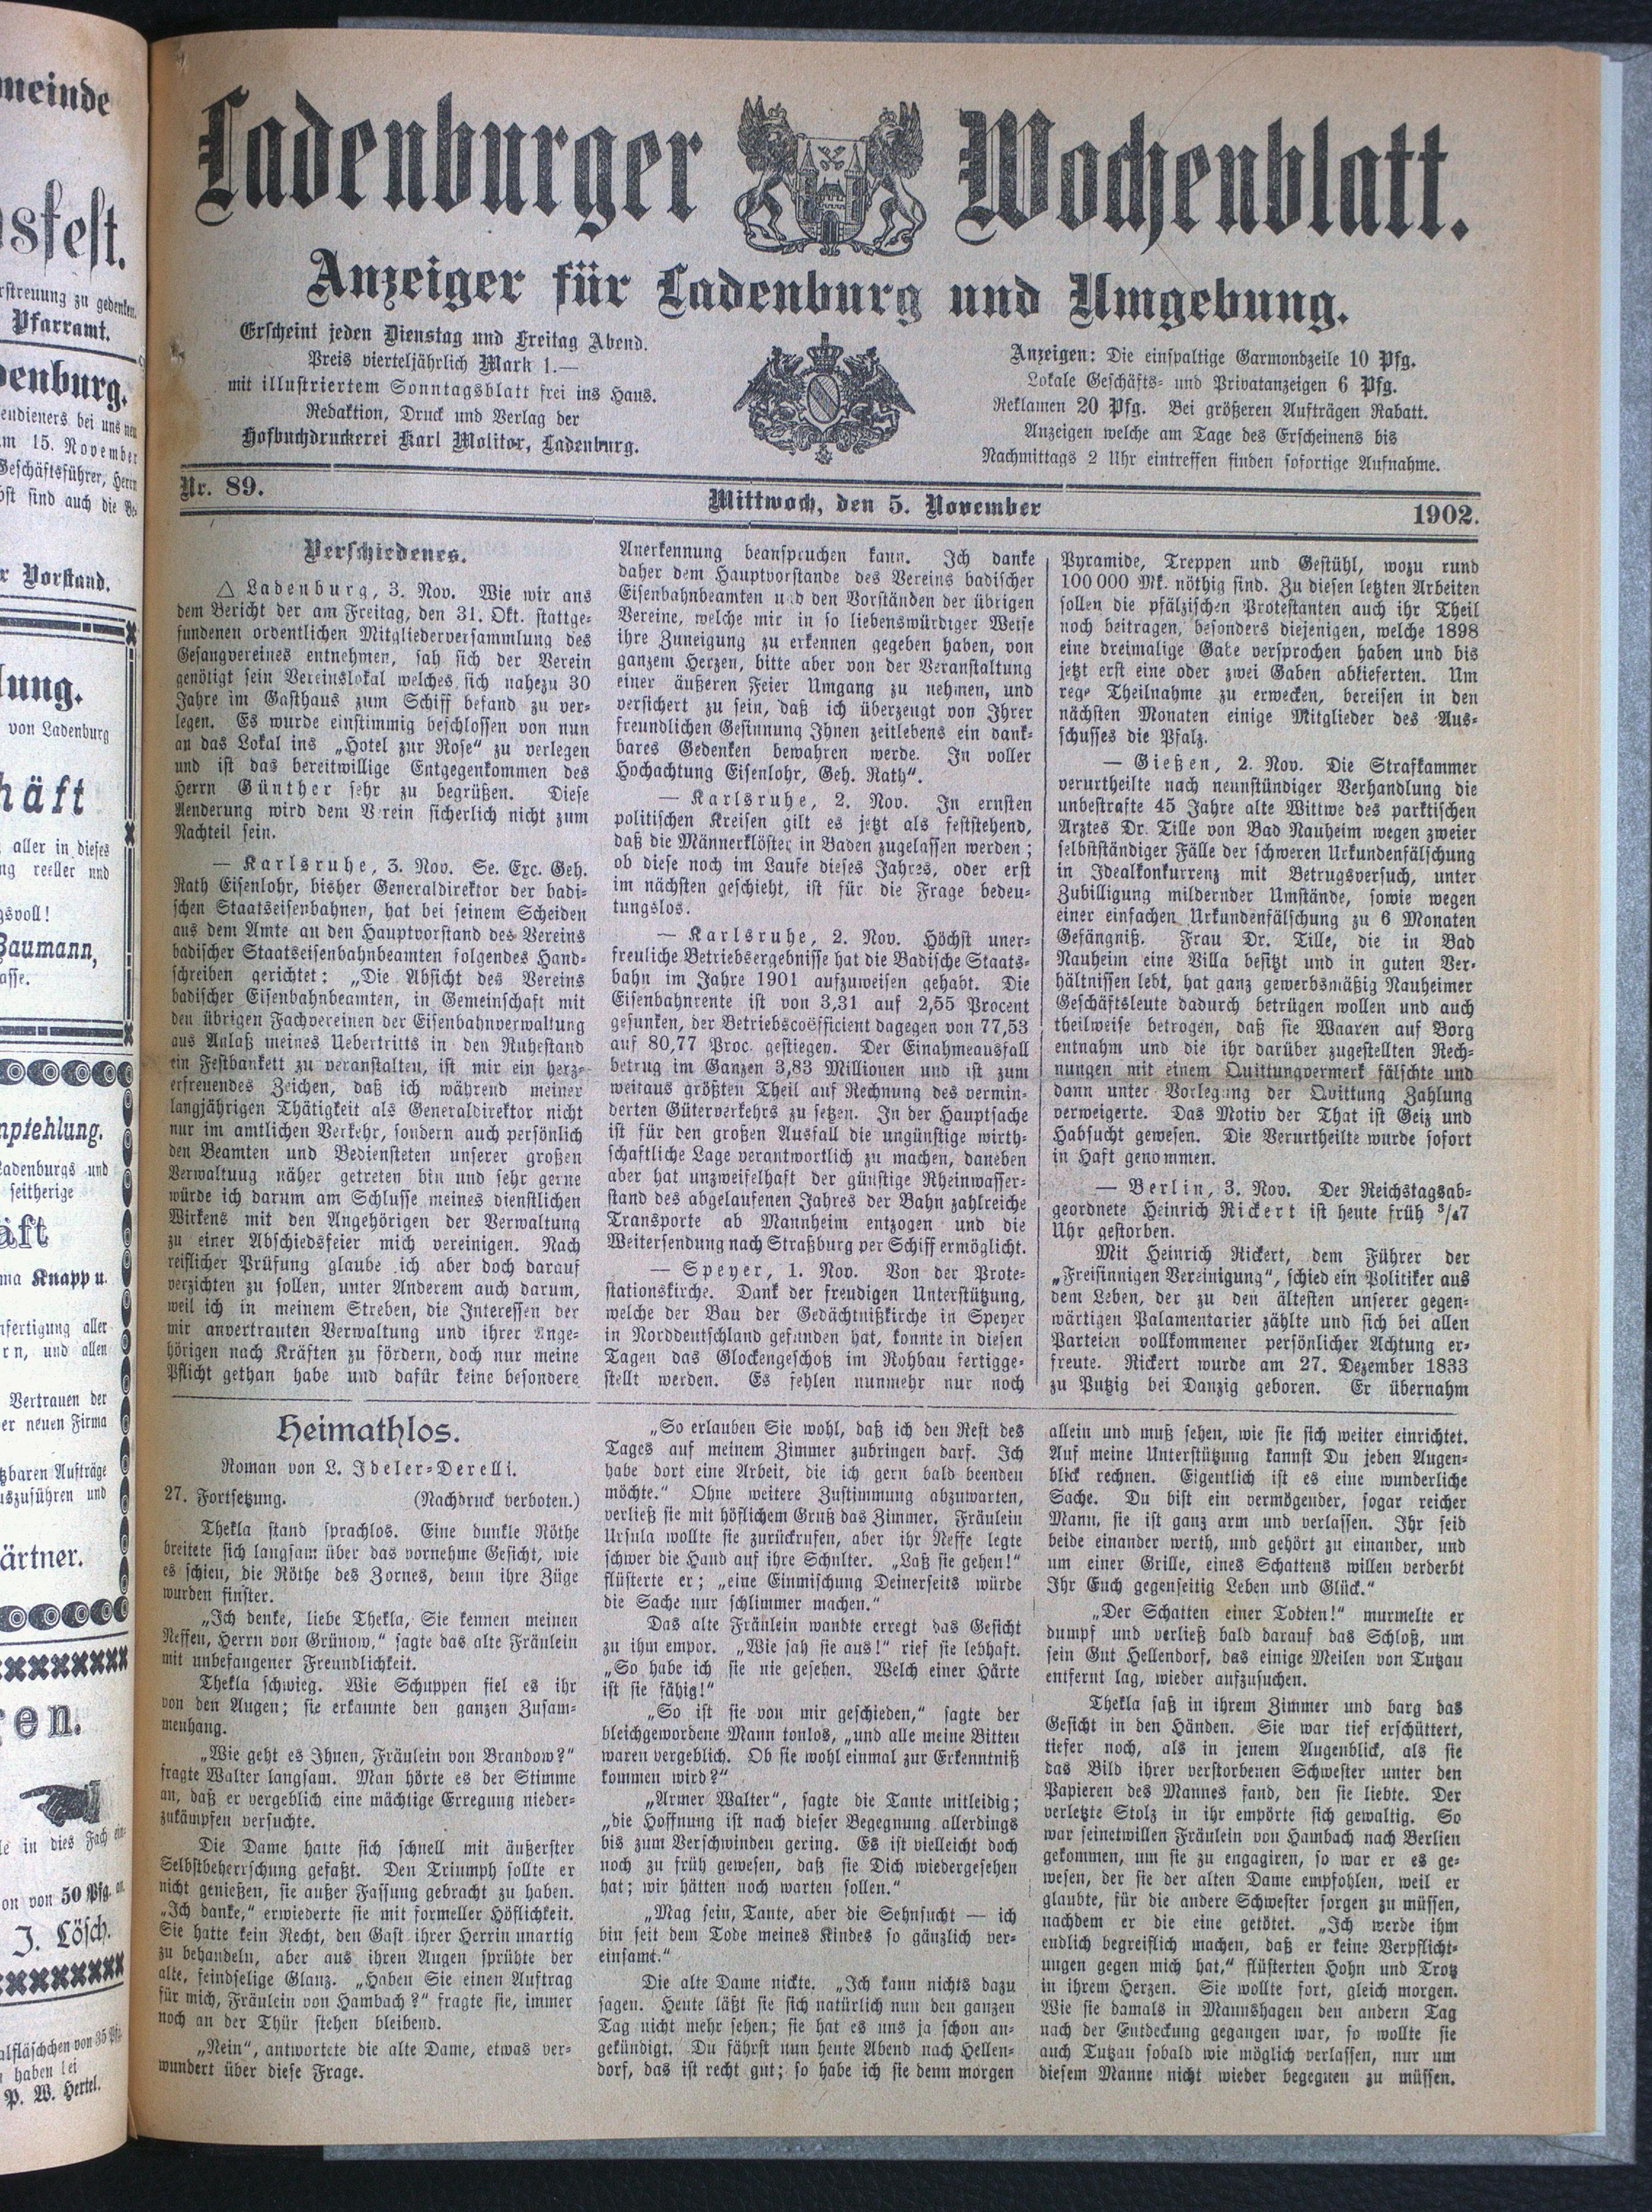 Ladenburger Wochenblatt.
Anzeiger für Ladenburg und Umgebung.
Erscheint jeden Dienstag und Freitag Abend.
Preis vierteljährlich Mark 1.—
mit illustriertem Sonntagsblatt frei ins Haus.
Redaktion, Druck und Verlag der
Hofbuchdruckerei Karl Molitor, Ladenburg.
Anzeigen: Die einspaltige Garmondzeile 10 Pfg.
Lokale Geschäfts- und Privatanzeigen 6 Pfg.
Reklamen 20 Pfg. Bei größeren Aufträgen Rabatt.
Anzeigen welche am Tage des Erscheinens bis
Nachmittags 2 Uhr eintreffen finden sofortige Aufnahme.
Nr. 89.
Mittwoch, den 5. November
1902.
Verschiedenes.
△ Ladenburg, 3. Nov. Wie wir aus
dem Bericht der am Freitag, den 31. Okt. stattge-
fundenen ordentlichen Mitgliederversammlung des
Gesangvereines entnehmen, sah sich der Verein
genötigt sein Vereinslokal welches sich nahezu 30
Jahre im Gasthaus zum Schiff befand zu ver-
legen. Es wurde einstimmig beschlossen von nun
an das Lokal ins „Hotel zur Rose“ zu verlegen
und ist das bereitwillige Entgegenkommen des
Herrn Günther sehr zu begrüßen. Diese
Aenderung wird dem Verein sicherlich nicht zum
Nachteil sein.
— Karlsruhe, 3. Nov. Se. Exc. Geh.
Rath Eisenlohr, bisher Generaldirektor der badi-
schen Staatseisenbahnen, hat bei seinem Scheiden
aus dem Amte an den Hauptvorstand des Vereins
badischer Staatseisenbahnbeamten folgendes Hand-
schreiben gerichtet: „Die Absicht des Vereins
badischer Eisenbahnbeamten, in Gemeinschaft mit
den übrigen Fachvereinen der Eisenbahnverwaltung
aus Anlaß meines Uebertritts in den Ruhestand
ein Festbankett zu veranstalten, ist mir ein herz-
erfreuendes Zeichen, daß ich während meiner
langjährigen Thätigkeit als Generaldirektor nicht
nur im amtlichen Verkehr, sondern auch persönlich
den Beamten und Bediensteten unserer großen
Verwaltuug näher getreten bin und sehr gerne
würde ich darum am Schlusse meines dienstlichen
Wirkens mit den Angehörigen der Verwaltung
zu einer Abschiedsfeier mich vereinigen. Nach
reiflicher Prüfung glaube ich aber doch darauf
verzichten zu sollen, unter Anderem auch darum,
weil ich in meinem Streben, die Interessen der
mir anvertrauten Verwaltung und ihrer Ange-
hörigen nach Kräften zu fördern, doch nur meine
Pflicht gethan habe und dafür keine besondere
Anerkennung beanspruchen kann. Ich danke
daher dem Hauptvorstande des Vereins badischer
Eisenbahnbeamten und den Vorständen der übrigen
Vereine, welche mir in so liebenswürdiger Weise
ihre Zuneigung zu erkennen gegeben haben, von
ganzem Herzen, bitte aber von der Veranstaltung
einer äußeren Feier Umgang zu nehmen, und
versichert zu sein, daß ich überzeugt von Ihrer
freundlichen Gesinnung Ihnen zeitlebens ein dank-
bares Gedenken bewahren werde. In voller
Hochachtung Eisenlohr, Geh. Rath“.
— Karlsruhe, 2. Nov. In ernsten
politischen Kreisen gilt es jetzt als feststehend,
daß die Männerklöster in Baden zugelassen werden;
ob diese noch im Laufe dieses Jahres, oder erst
im nächsten geschieht, ist für die Frage bedeu-
tungslos.
— Karlsruhe, 2. Nov. Höchst uner-
freuliche Betriebsergebnisse hat die Badische Staats-
bahn im Jahre 1901 aufzuweisen gehabt. Die
Eisenbahnrente ist von 3,31 auf 2,55 Procent
gesunken, der Betriebscoëfficient dagegen von 77,53
auf 80,77 Proc. gestiegen. Der Einahmeausfall
betrug im Ganzen 3,83 Millionen und ist zum
weitaus größten Theil auf Rechnung des vermin-
derten Güterverkehrs zu setzen. In der Hauptsache
ist für den großen Ausfall die ungünstige wirth-
schaftliche Lage verantwortlich zu machen, daneben
aber hat unzweifelhaft der günstige Rheinwasser-
stand des abgelaufenen Jahres der Bahn zahlreiche
Transporte ab Mannheim entzogen und die
Weitersendung nach Straßburg per Schiff ermöglicht.
— Speyer, 1. Nov. Von der Prote-
stationskirche. Dank der freudigen Unterstützung,
welche der Bau der Gedächtnißkirche in Speyer
in Norddeutschland gefunden hat, konnte in diesen
Tagen das Glockengeschoß im Rohbau fertigge-
stellt werden. Es fehlen nunmehr nur noch
Pyramide, Treppen und Gestühl, wozu rund
100 000 Mk. nöthig sind. Zu diesen letzten Arbeiten
sollen die pfälzischen Protestanten auch ihr Theil
noch beitragen, besonders diejenigen, welche 1898
eine dreimalige Gabe versprochen haben und bis
jetzt erst eine oder zwei Gaben ablieferten. Um
rege Theilnahme zu erwecken, bereisen in den
nächsten Monaten einige Mitglieder des Aus-
schusses die Pfalz.
— Gießen, 2. Nov. Die Strafkammer
verurtheilte nach neunstündiger Verhandlung die
unbestrafte 45 Jahre alte Wittwe des parktischen
Arztes Dr. Tille von Bad Nauheim wegen zweier
selbstständiger Fälle der schweren Urkundenfälschung
in Idealkonkurrenz mit Betrugsversuch, unter
Zubilligung mildernder Umstände, sowie wegen
einer einfachen Urkundenfälschung zu 6 Monaten
Gefängniß. Frau Dr. Tille, die in Bad
Nauheim eine Villa besitzt und in guten Ver-
hältnissen lebt, hat ganz gewerbsmäßig Nauheimer
Geschäftsleute dadurch betrügen wollen und auch
theilweise betrogen, daß sie Waaren auf Borg
entnahm und die ihr darüber zugestellten Rech-
nungen mit einem Quittungvermerk fälschte und
dann unter Vorlegung der Quittung Zahlung
verweigerte. Das Motiv der That ist Geiz und
Habsucht gewesen. Die Verurtheilte wurde sofort
in Haft genommen.
— Berlin, 3. Nov. Der Reichstagsab-
geordnete Heinrich Rickert ist heute früh ³/₄7
Uhr gestorben.
Mit Heinrich Rickert, dem Führer der
„Freisinnigen Vereinigung“, schied ein Politiker aus
dem Leben, der zu den ältesten unserer gegen-
wärtigen Palamentarier zählte und sich bei allen
Parteien vollkommener persönlicher Achtung er-
freute. Rickert wurde am 27. Dezember 1833
zu Putzig bei Danzig geboren. Er übernahm
Heimathlos.
Roman von L. Ideler-Derelli.
27. Fortsetzung. (Nachdruck verboten.)
Thekla stand sprachlos. Eine dunkle Röthe
breitete sich langsam über das vornehme Gesicht, wie
es schien, die Röthe des Zornes, denn ihre Züge
wurden finster.
„Ich denke, liebe Thekla, Sie kennen meinen
Neffen, Herrn von Grünow,“ sagte das alte Fräulein
mit unbefangener Freundlichkeit.
Thekla schwieg. Wie Schuppen fiel es ihr
von den Augen; sie erkannte den ganzen Zusam-
menhang.
„Wie geht es Ihnen, Fräulein von Brandow?“
fragte Walter langsam. Man hörte es der Stimme
an, daß er vergeblich eine mächtige Erregung nieder-
zukämpfen versuchte.
Die Dame hatte sich schnell mit äußerster
Selbstbeherrschung gefaßt. Den Triumph sollte er
nicht genießen, sie außer Fassung gebracht zu haben.
„Ich danke,“ erwiederte sie mit formeller Höflichkeit.
Sie hatte kein Recht, den Gast ihrer Herrin unartig
zu behandeln, aber aus ihren Augen sprühte der
alte, feindselige Glanz. „Haben Sie einen Auftrag
für mich, Fräulein von Hambach?“ fragte sie, immer
noch an der Thür stehen bleibend.
„Nein“, antwortete die alte Dame, etwas ver-
wundert über diese Frage.
„So erlauben Sie wohl, daß ich den Rest des
Tages auf meinem Zimmer zubringen darf. Ich
habe dort eine Arbeit, die ich gern bald beenden
möchte.“ Ohne weitere Zustimmung abzuwarten,
verließ sie mit höflichem Gruß das Zimmer. Fräulein
Ursula wollte sie zurückrufen, aber ihr Neffe legte
schwer die Hand auf ihre Schulter. „Laß sie gehen!“
flüsterte er; „eine Einmischung Deinerseits würde
die Sache nur schlimmer machen.“
Das alte Fräulein wandte erregt das Gesicht
zu ihm empor. „Wie sah sie aus!“ rief sie lebhaft.
„So habe ich sie nie gesehen. Welch einer Härte
ist sie fähig!“
„So ist sie von mir geschieden,“ sagte der
bleichgewordene Mann tonlos, „und alle meine Bitten
waren vergeblich. Ob sie wohl einmal zur Erkenntniß
kommen wird?“
„Armer Walter“, sagte die Tante mitleidig;
„die Hoffnung ist nach dieser Begegnung allerdings
bis zum Verschwinden gering. Es ist vielleicht doch
noch zu früh gewesen, daß sie Dich wiedergesehen
hat; wir hätten noch warten sollen.“
„Mag sein, Tante, aber die Sehnsucht — ich
bin seit dem Tode meines Kindes so gänzlich ver-
einsamt.“
Die alte Dame nickte. „Ich kann nichts dazu
sagen. Heute läßt sie sich natürlich nun den ganzen
Tag nicht mehr sehen; sie hat es uns ja schon an-
gekündigt. Du fährst nun heute Abend nach Hellen-
dorf, das ist recht gut; so habe ich sie denn morgen
allein und muß sehen, wie sie sich weiter einrichtet.
Auf meine Unterstützung kannst Du jeden Augen-
blick rechnen. Eigentlich ist es eine wunderliche
Sache. Du bist ein vermögender, sogar reicher
Mann, sie ist ganz arm und verlassen. Ihr seid
beide einander werth, und gehört zu einander, und
um einer Grille, eines Schattens willen verderbt
Ihr Euch gegenseitig Leben und Glück.“
„Der Schatten einer Todten!“ murmelte er
dumpf und verließ bald darauf das Schloß, um
sein Gut Hellendorf, das einige Meilen von Tutzau
entfernt lag, wieder aufzusuchen.
Thekla saß in ihrem Zimmer und barg das
Gesicht in den Händen. Sie war tief erschüttert,
tiefer noch, als in jenem Augenblick, als sie
das Bild ihrer verstorbenen Schwester unter den
Papieren des Mannes fand, den sie liebte. Der
verletzte Stolz in ihr empörte sich gewaltig. So
war seinetwillen Fräulein von Hambach nach Berlien
gekommen, um sie zu engagiren, so war er es ge-
wesen, der sie der alten Dame empfohlen, weil er
glaubte, für die andere Schwester sorgen zu müssen,
nachdem er die eine getötet. „Ich werde ihm
endlich begreiflich machen, daß er keine Verpflicht-
ungen gegen mich hat,“ flüsterten Hohn und Trotz
in ihrem Herzen. Sie wollte fort, gleich morgen.
Wie sie damals in Mannshagen den andern Tag
nach der Entdeckung gegangen war, so wollte sie
auch Tutzau sobald wie möglich verlassen, nur um
diesem Manne nicht wieder begegnen zu müssen.